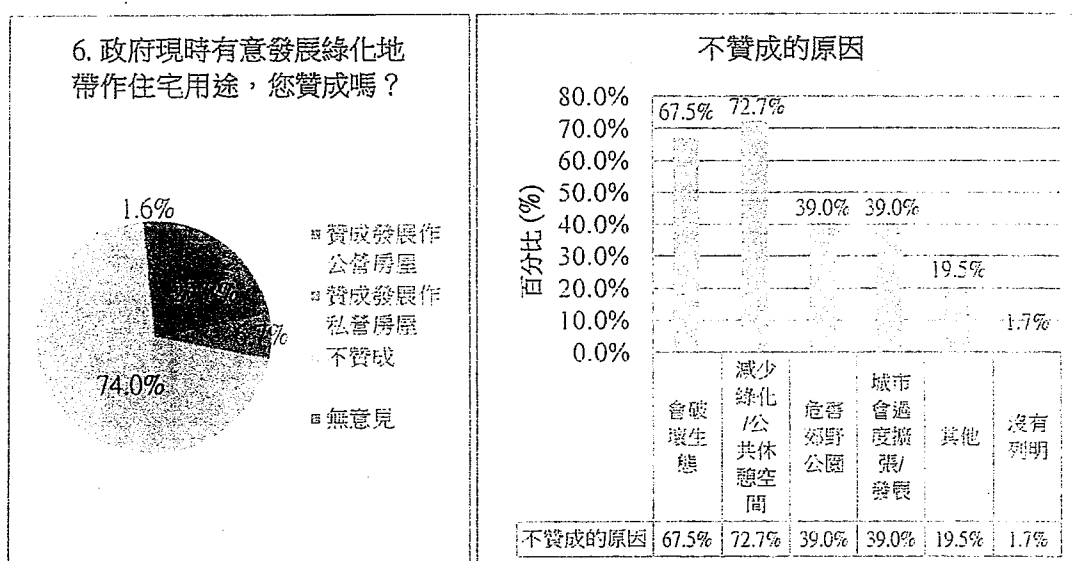 6. 政府現時有意發展綠化地
帶作住宅用途，您贊成嗎？
1.6%
74.0%
贊成發展作
公營房屋
贊成發展作
私營房屋
不贊成
無意見
不贊成的原因
百分比 (%)
80.0%
70.0%
60.0%
50.0%
40.0%
30.0%
20.0%
10.0%
0.0%
67.5%
72.7%
39.0%
39.0%
19.5%
1.7%
會破
壞生
態
減少
綠化
/公
共休
憩空
間
危害
郊野
公園
城市
會過
度擴
張/
發展
其他
沒有
列明
不贊成的原因 67.5% 72.7% 39.0% 39.0% 19.5% 1.7%